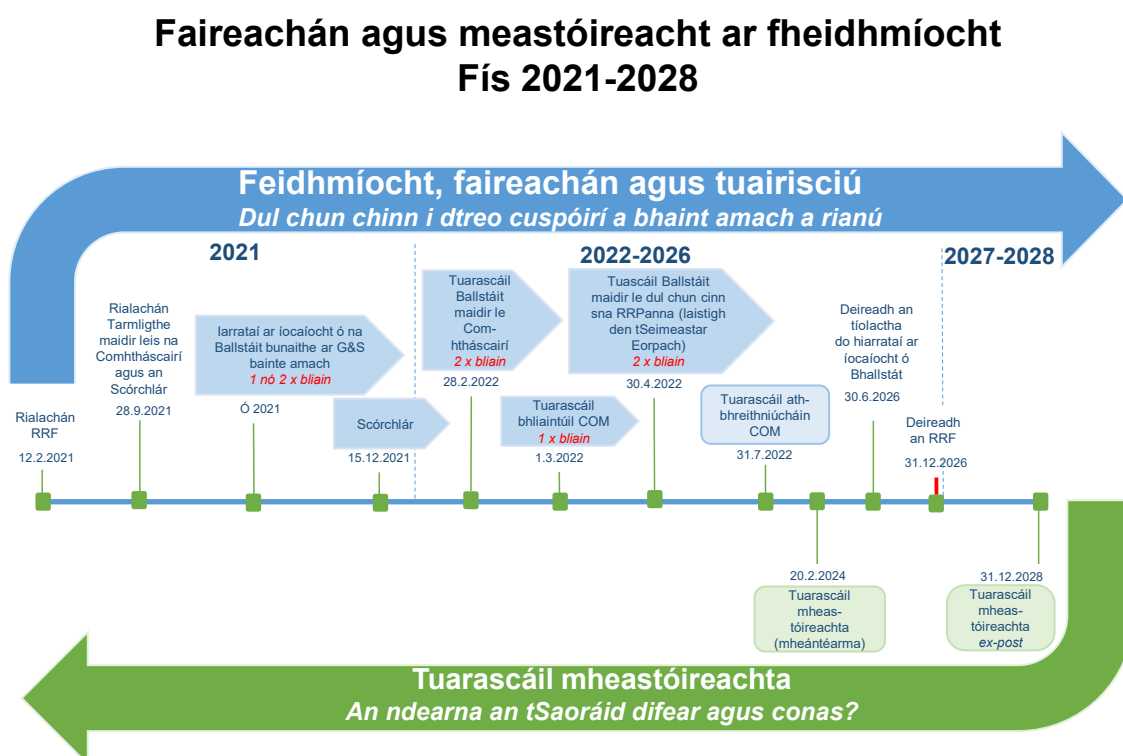 Faireachán agus meastóireacht ar fheidhmíocht
Fís 2021-2028
Feidhmíocht, faireachán agus tuairisciú
Dul chun chinn i dtreo cuspóirí a bhaint amach a rianú
2021
2022-2026
2027-2028
Rialachán
RRF
12.2.2021
Rialachán
Tarmligthe
maidir leis na
Comhtháscairí
agus an
Scórchlár
28.9.2021
Iarrataí ar íocaíocht ó na
Ballstáit bunaithe ar G&S
bainte amach
1 nó 2 x bliain
Ó 2021
Scórchlár
15.12.2021
Tuarascáil
Ballstáit
maidir le
Com-
htháscairí
2 x bliain
28.2.2022
Tuarascáil
bhliaintúil COM
1 x bliain
1.3.2022
Tuascáil Ballstáit
maidir le dul chun cinn
sna RRPanna (laistigh
den tSeimeastar
Eorpach)
2 x bliain
30.4.2022
Tuarascáil ath-
bhreithniúcháin
COM
31.7.2022
Deireadh an
tíolactha
do hiarrataí ar
íocaíocht ó
Bhallstát
30.6.2026
Deireadh
an RRF
31.12.2026
20.2.2024
Tuarascáil
mheas-
tóireachta
(mheántéarma)
31.12.2028
Tuarascáil
mheas-
tóireachta
ex-post
Tuarascáil mheastóireachta
An ndearna an tSaoráid difear agus conas?